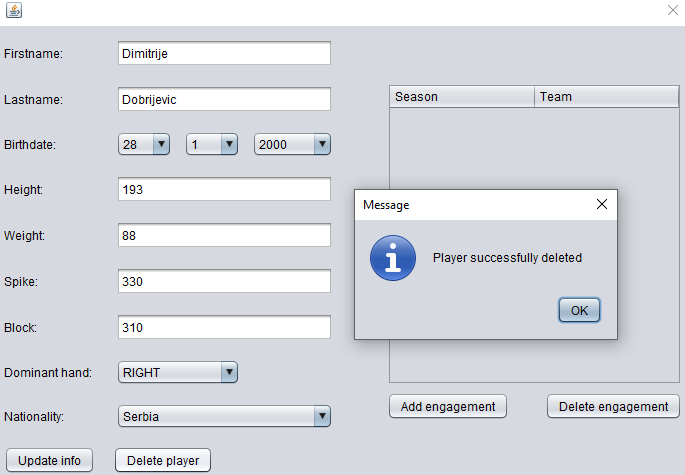 Firstname: Dimitrije
Lastname: Dobrijevic
Birthdate: 28 1 2000
Height: 193
Weight: 88
Spike: 330
Block: 310
Dominant hand: RIGHT
Nationality: Serbia
Update info Delete player
Season Team
Message
Player successfully deleted
OK
Add engagement Delete engagement